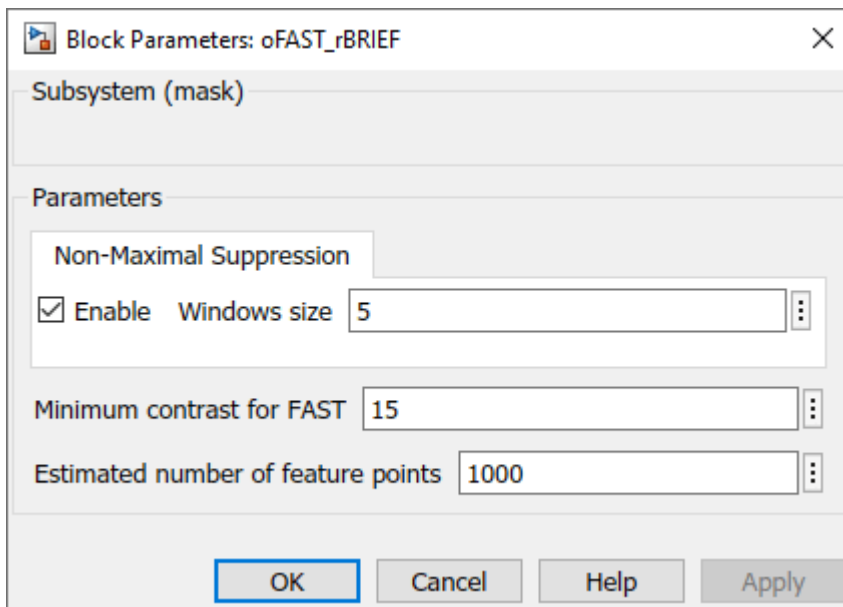 Block Parameters: oFAST_rBRIEF
Subsystem (mask)
Parameters
Non-Maximal Suppression
Enable Windows size 5
Minimum contrast for FAST 15
Estimated number of feature points 1000
OK Cancel Help Apply